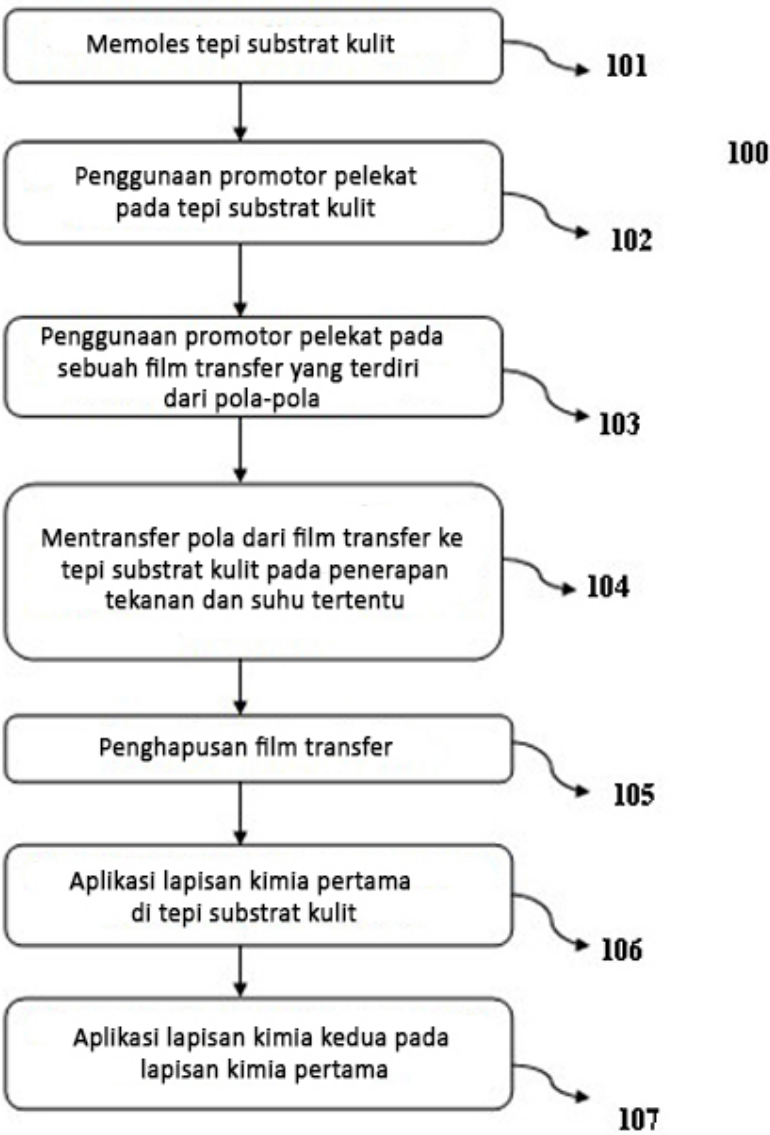 Memoles tepi substrat kulit
101
100
Penggunaan promotor pelekat
pada tepi substrat kulit
102
Penggunaan promotor pelekat pada
sebuah film transfer yang terdiri
dari pola-pola
103
Mentransfer pola dari film transfer ke
tepi substrat kulit pada penerapan
tekanan dan suhu tertentu
104
Penghapusan film transfer
105
Aplikasi lapisan kimia pertama
di tepi substrat kulit
106
Aplikasi lapisan kimia kedua pada
lapisan kimia pertama
107